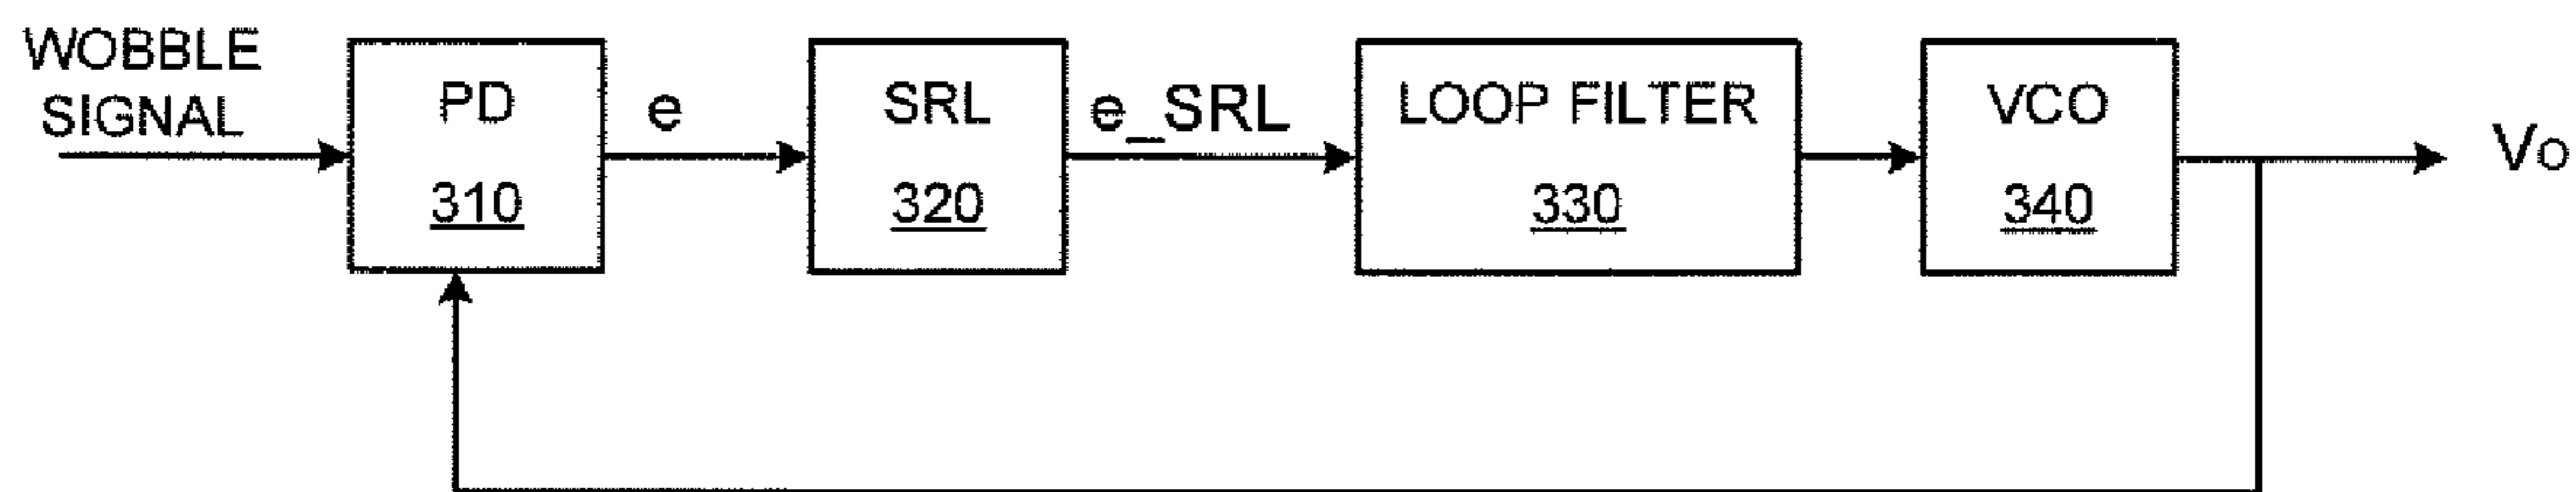 WOBBLE
SIGNAL
PD
310
e
SRL
320
e_SRL
LOOP FILTER
330
VCO
340
Vo